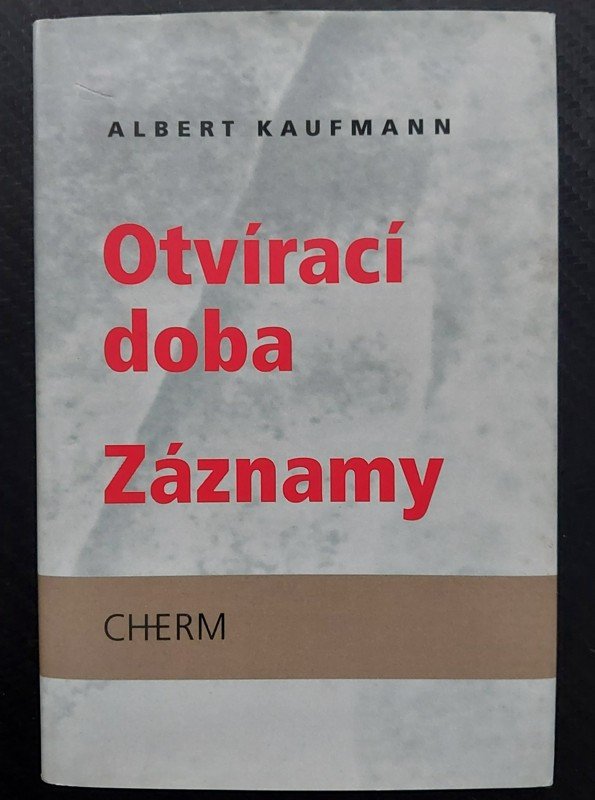 ALBERT KAUFMANN
Otvírací
doba
Záznamy
CHERM